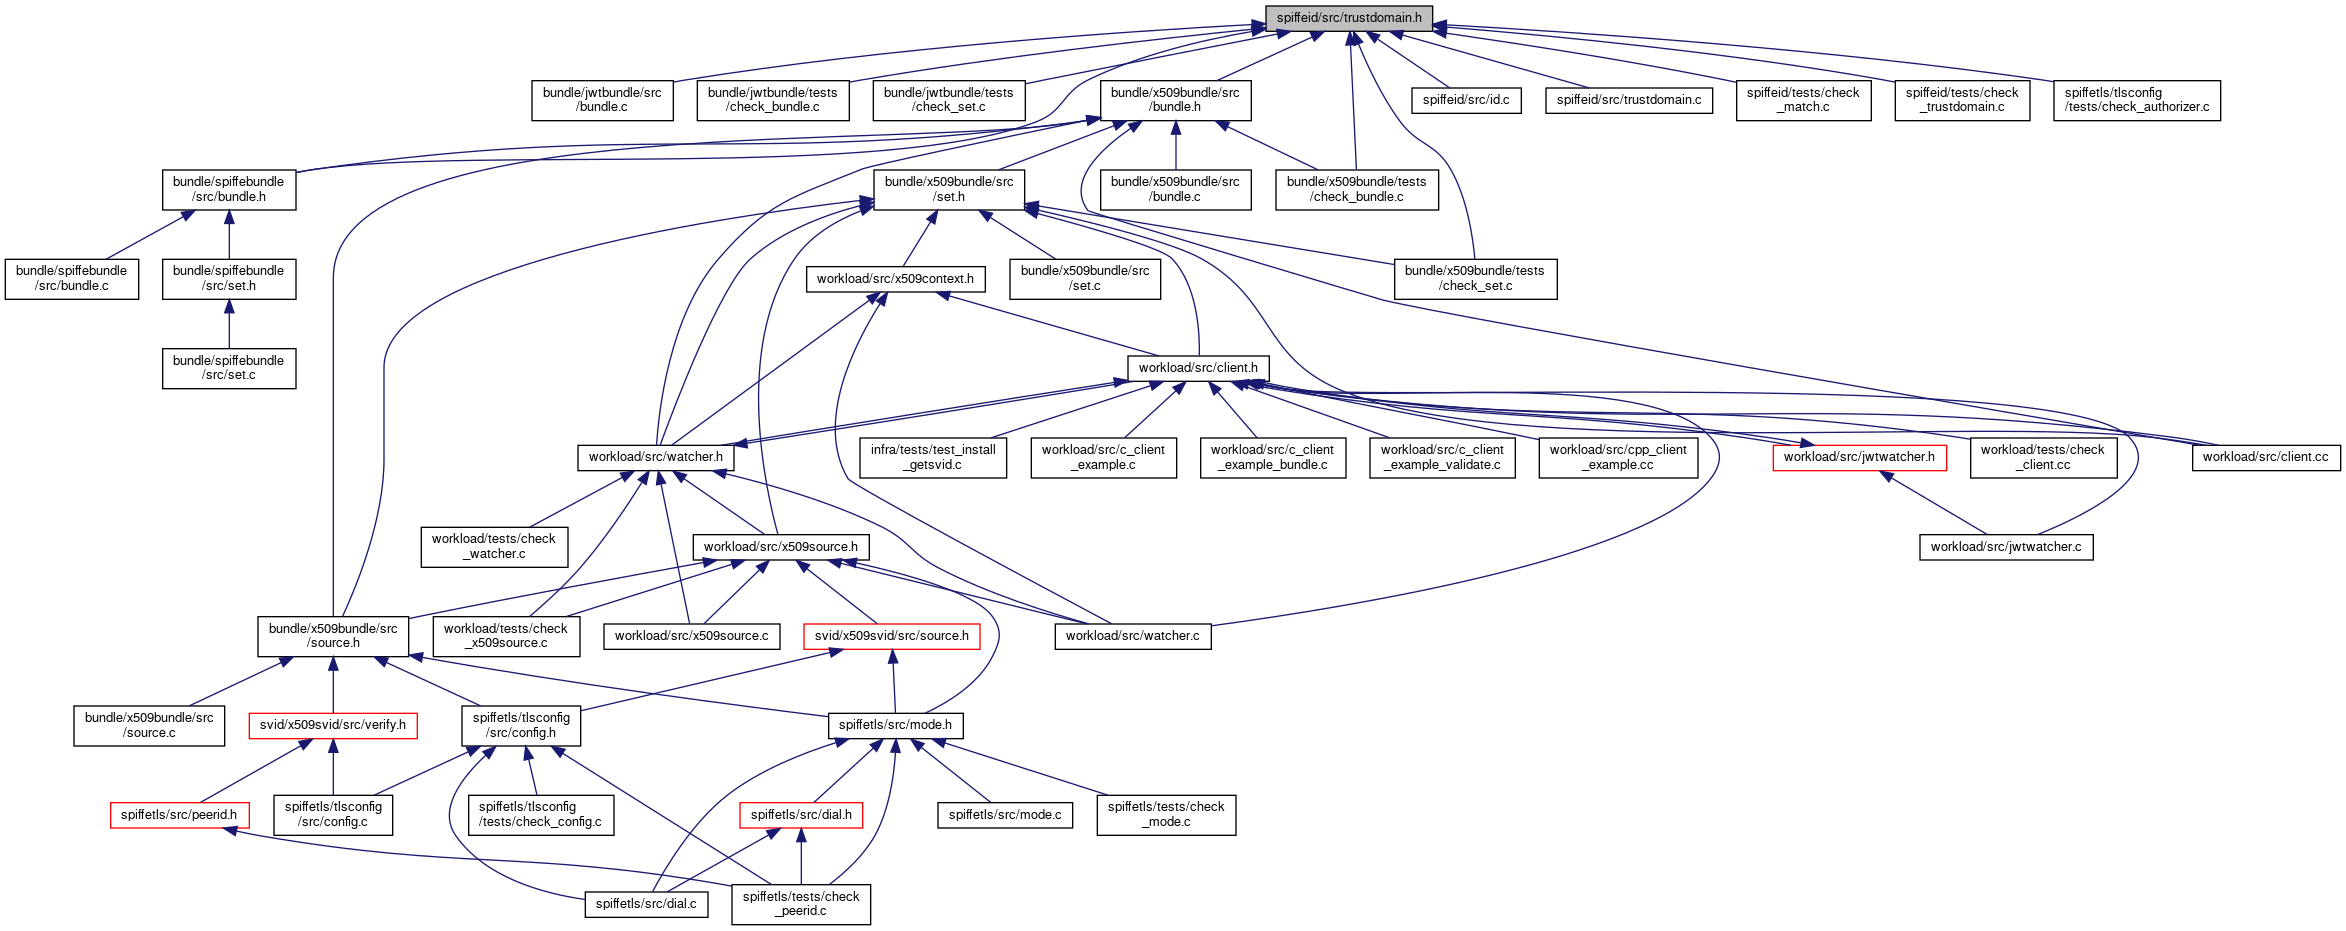 spiffeid/src/trustdomain.h
bundle/jwtbundle/src
/bundle.c
bundle/jwtbundle/tests
/check_bundle.c
bundle/jwtbundle/tests
/check_set.c
bundle/x509bundle/src
/bundle.h
spiffeid/src/id.c
spiffeid/src/trustdomain.c
spiffeid/tests/check
_match.c
spiffeid/tests/check
_trustdomain.c
spiffetls/tlsconfig
/tests/check_authorizer.c
bundle/spiffebundle
/src/bundle.h
bundle/x509bundle/src
/set.h
bundle/x509bundle/src
/bundle.c
bundle/x509bundle/tests
/check_bundle.c
bundle/spiffebundle
/src/bundle.c
bundle/spiffebundle
/src/set.h
workload/src/x509context.h
bundle/x509bundle/src
/set.c
bundle/x509bundle/tests
/check_set.c
bundle/spiffebundle
/src/set.c
workload/src/client.h
workload/src/watcher.h
infra/tests/test_install
_getsvid.c
workload/src/c_client
_example.c
workload/src/c_client
_example_bundle.c
workload/src/c_client
_example_validate.c
workload/src/cpp_client
_example.cc
workload/src/jwtwatcher.h
workload/tests/check
_client.cc
workload/src/client.cc
workload/tests/check
_watcher.c
workload/src/x509source.h
workload/src/jwtwatcher.c
bundle/x509bundle/src
/source.h
workload/tests/check
_x509source.c
workload/src/x509source.c
svid/x509svid/src/source.h
workload/src/watcher.c
bundle/x509bundle/src
/source.c
svid/x509svid/src/verify.h
spiffetls/tlsconfig
/src/config.h
spiffetls/src/mode.h
spiffetls/src/peerid.h
spiffetls/tlsconfig
/src/config.c
spiffetls/tlsconfig
/tests/check_config.c
spiffetls/src/dial.h
spiffetls/src/mode.c
spiffetls/tests/check
_mode.c
spiffetls/src/dial.c
spiffetls/tests/check
_peerid.c